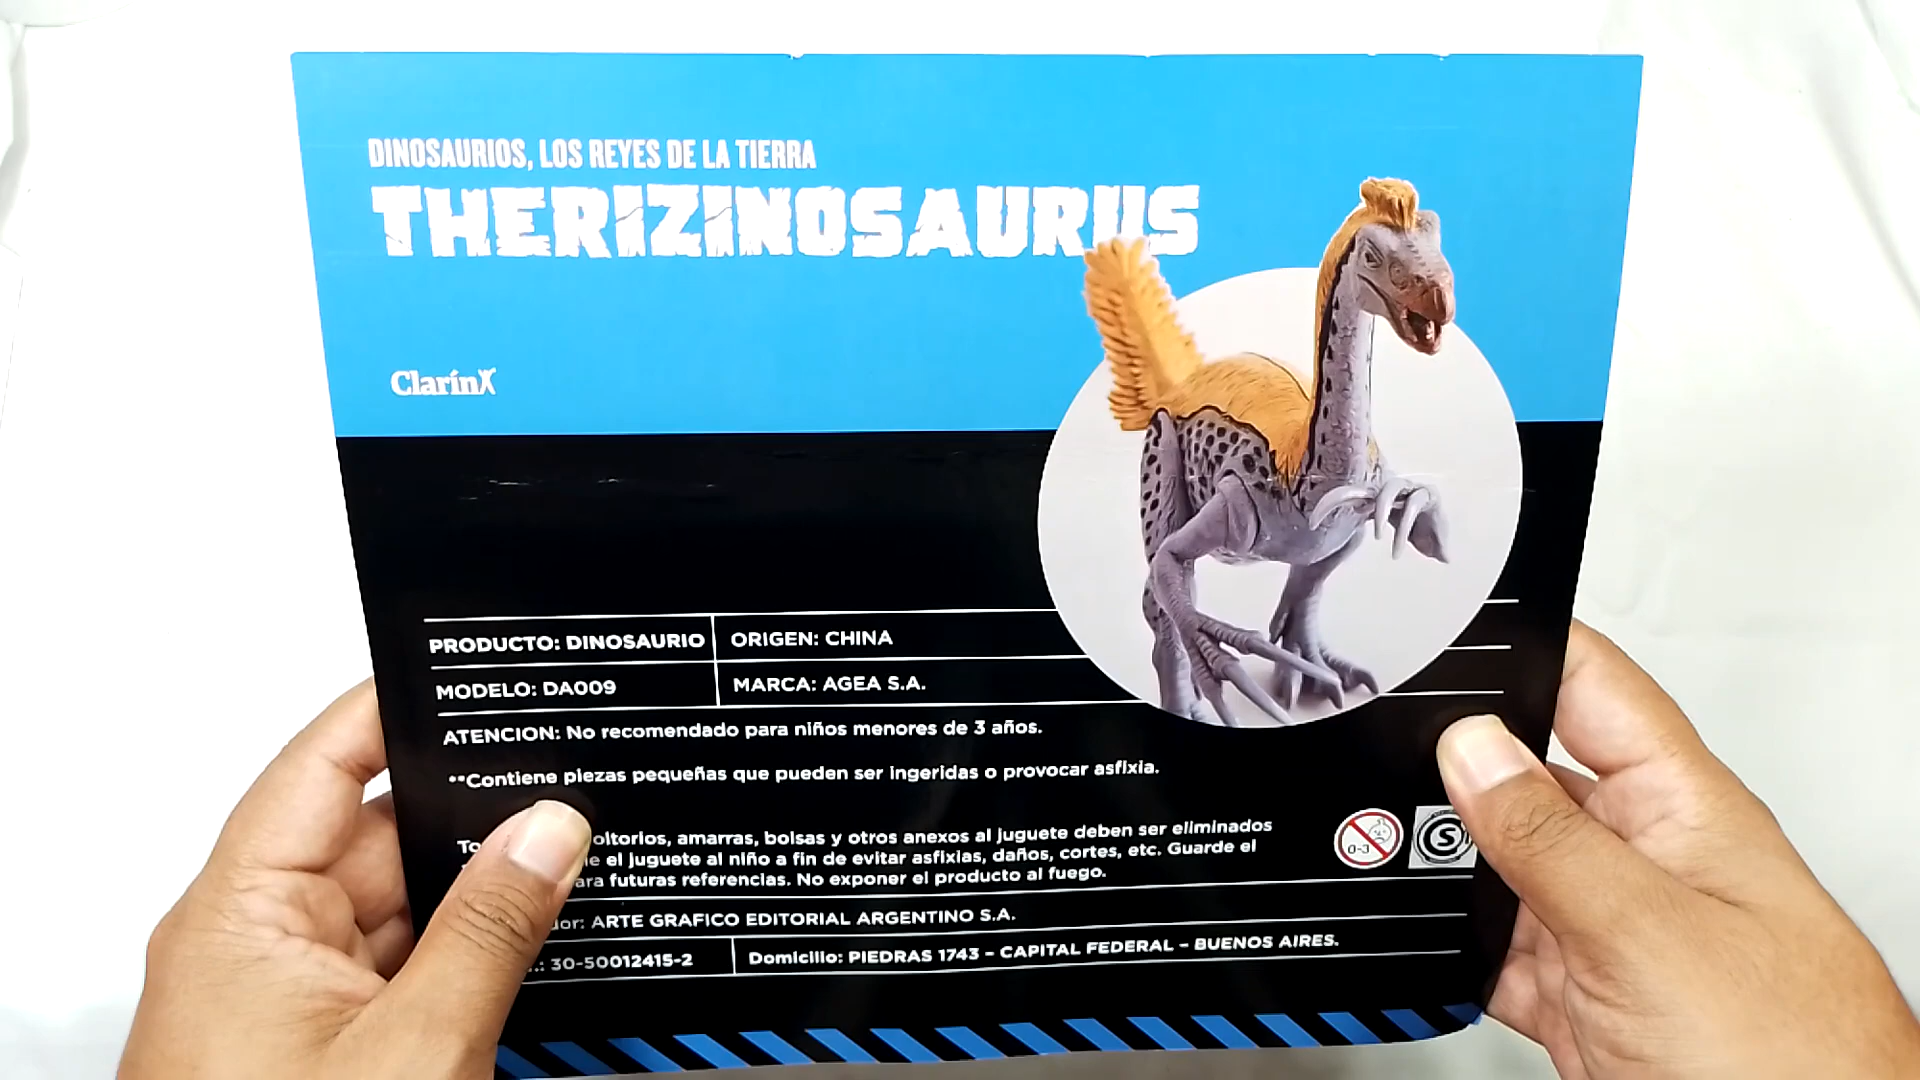 DINOSAURIOS, LOS REYES DE LA TIERRA
THERIZINOSAURUS
Clarín
PRODUCTO: DINOSAURIO ORIGEN: CHINA
MODELO: DA009 MARCA: AGEA S.A.
ATENCION: No recomendado para niños menores de 3 años.
**Contiene piezas pequeñas que pueden ser ingeridas o provocar asfixia.
amarras, bolsas y otros anexos al juguete deben ser eliminados
el juguete al niño a fin de evitar asfixias, daños, cortes, etc. Guarde el
futuras referencias. No exponer el producto al fuego.
0-3
S
ARTE GRAFICO EDITORIAL ARGENTINO S.A.
30-50012415-2 Domicilio: PIEDRAS 1743 – CAPITAL FEDERAL – BUENOS AIRES.